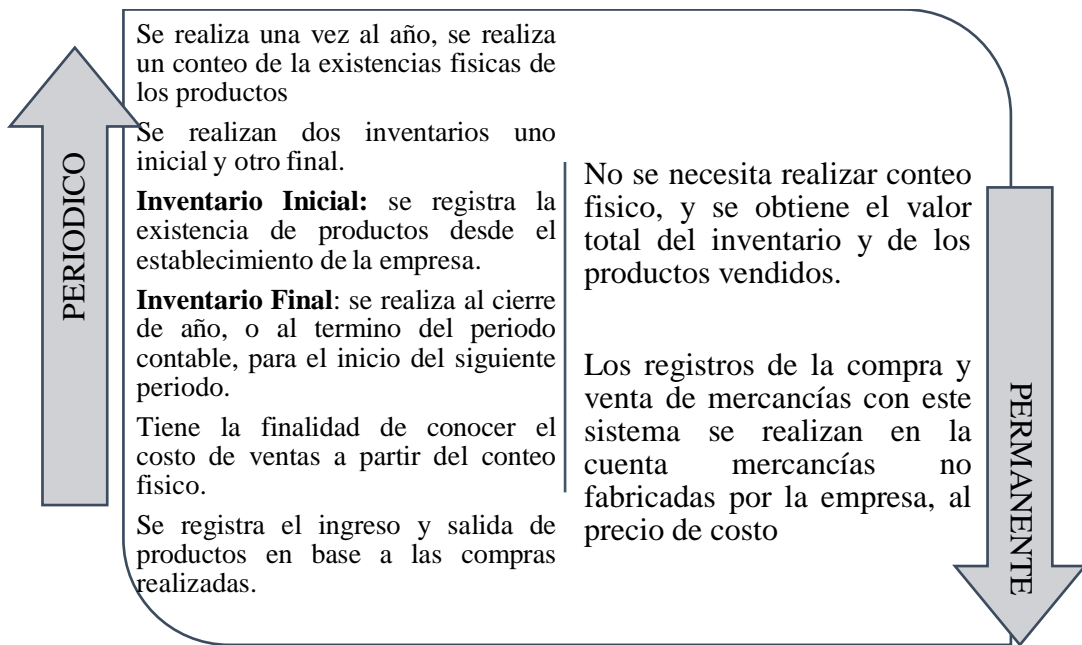 PERIODICO
Se realiza una vez al año, se realiza
un conteo de la existencias fisicas de
los productos
Se realizan dos inventarios uno
inicial y otro final.
Inventario Inicial: se registra la
existencia de productos desde el
establecimiento de la empresa.
Inventario Final: se realiza al cierre
de año, o al termino del periodo
contable, para el inicio del siguiente
periodo.
Tiene la finalidad de conocer el
costo de ventas a partir del conteo
fisico.
Se registra el ingreso y salida de
productos en base a las compras
realizadas.
No se necesita realizar conteo
fisico, y se obtiene el valor
total del inventario y de los
productos vendidos.
Los registros de la compra y
venta de mercancías con este
sistema se realizan en la
cuenta mercancías no
fabricadas por la empresa, al
precio de costo
PERMANENTE